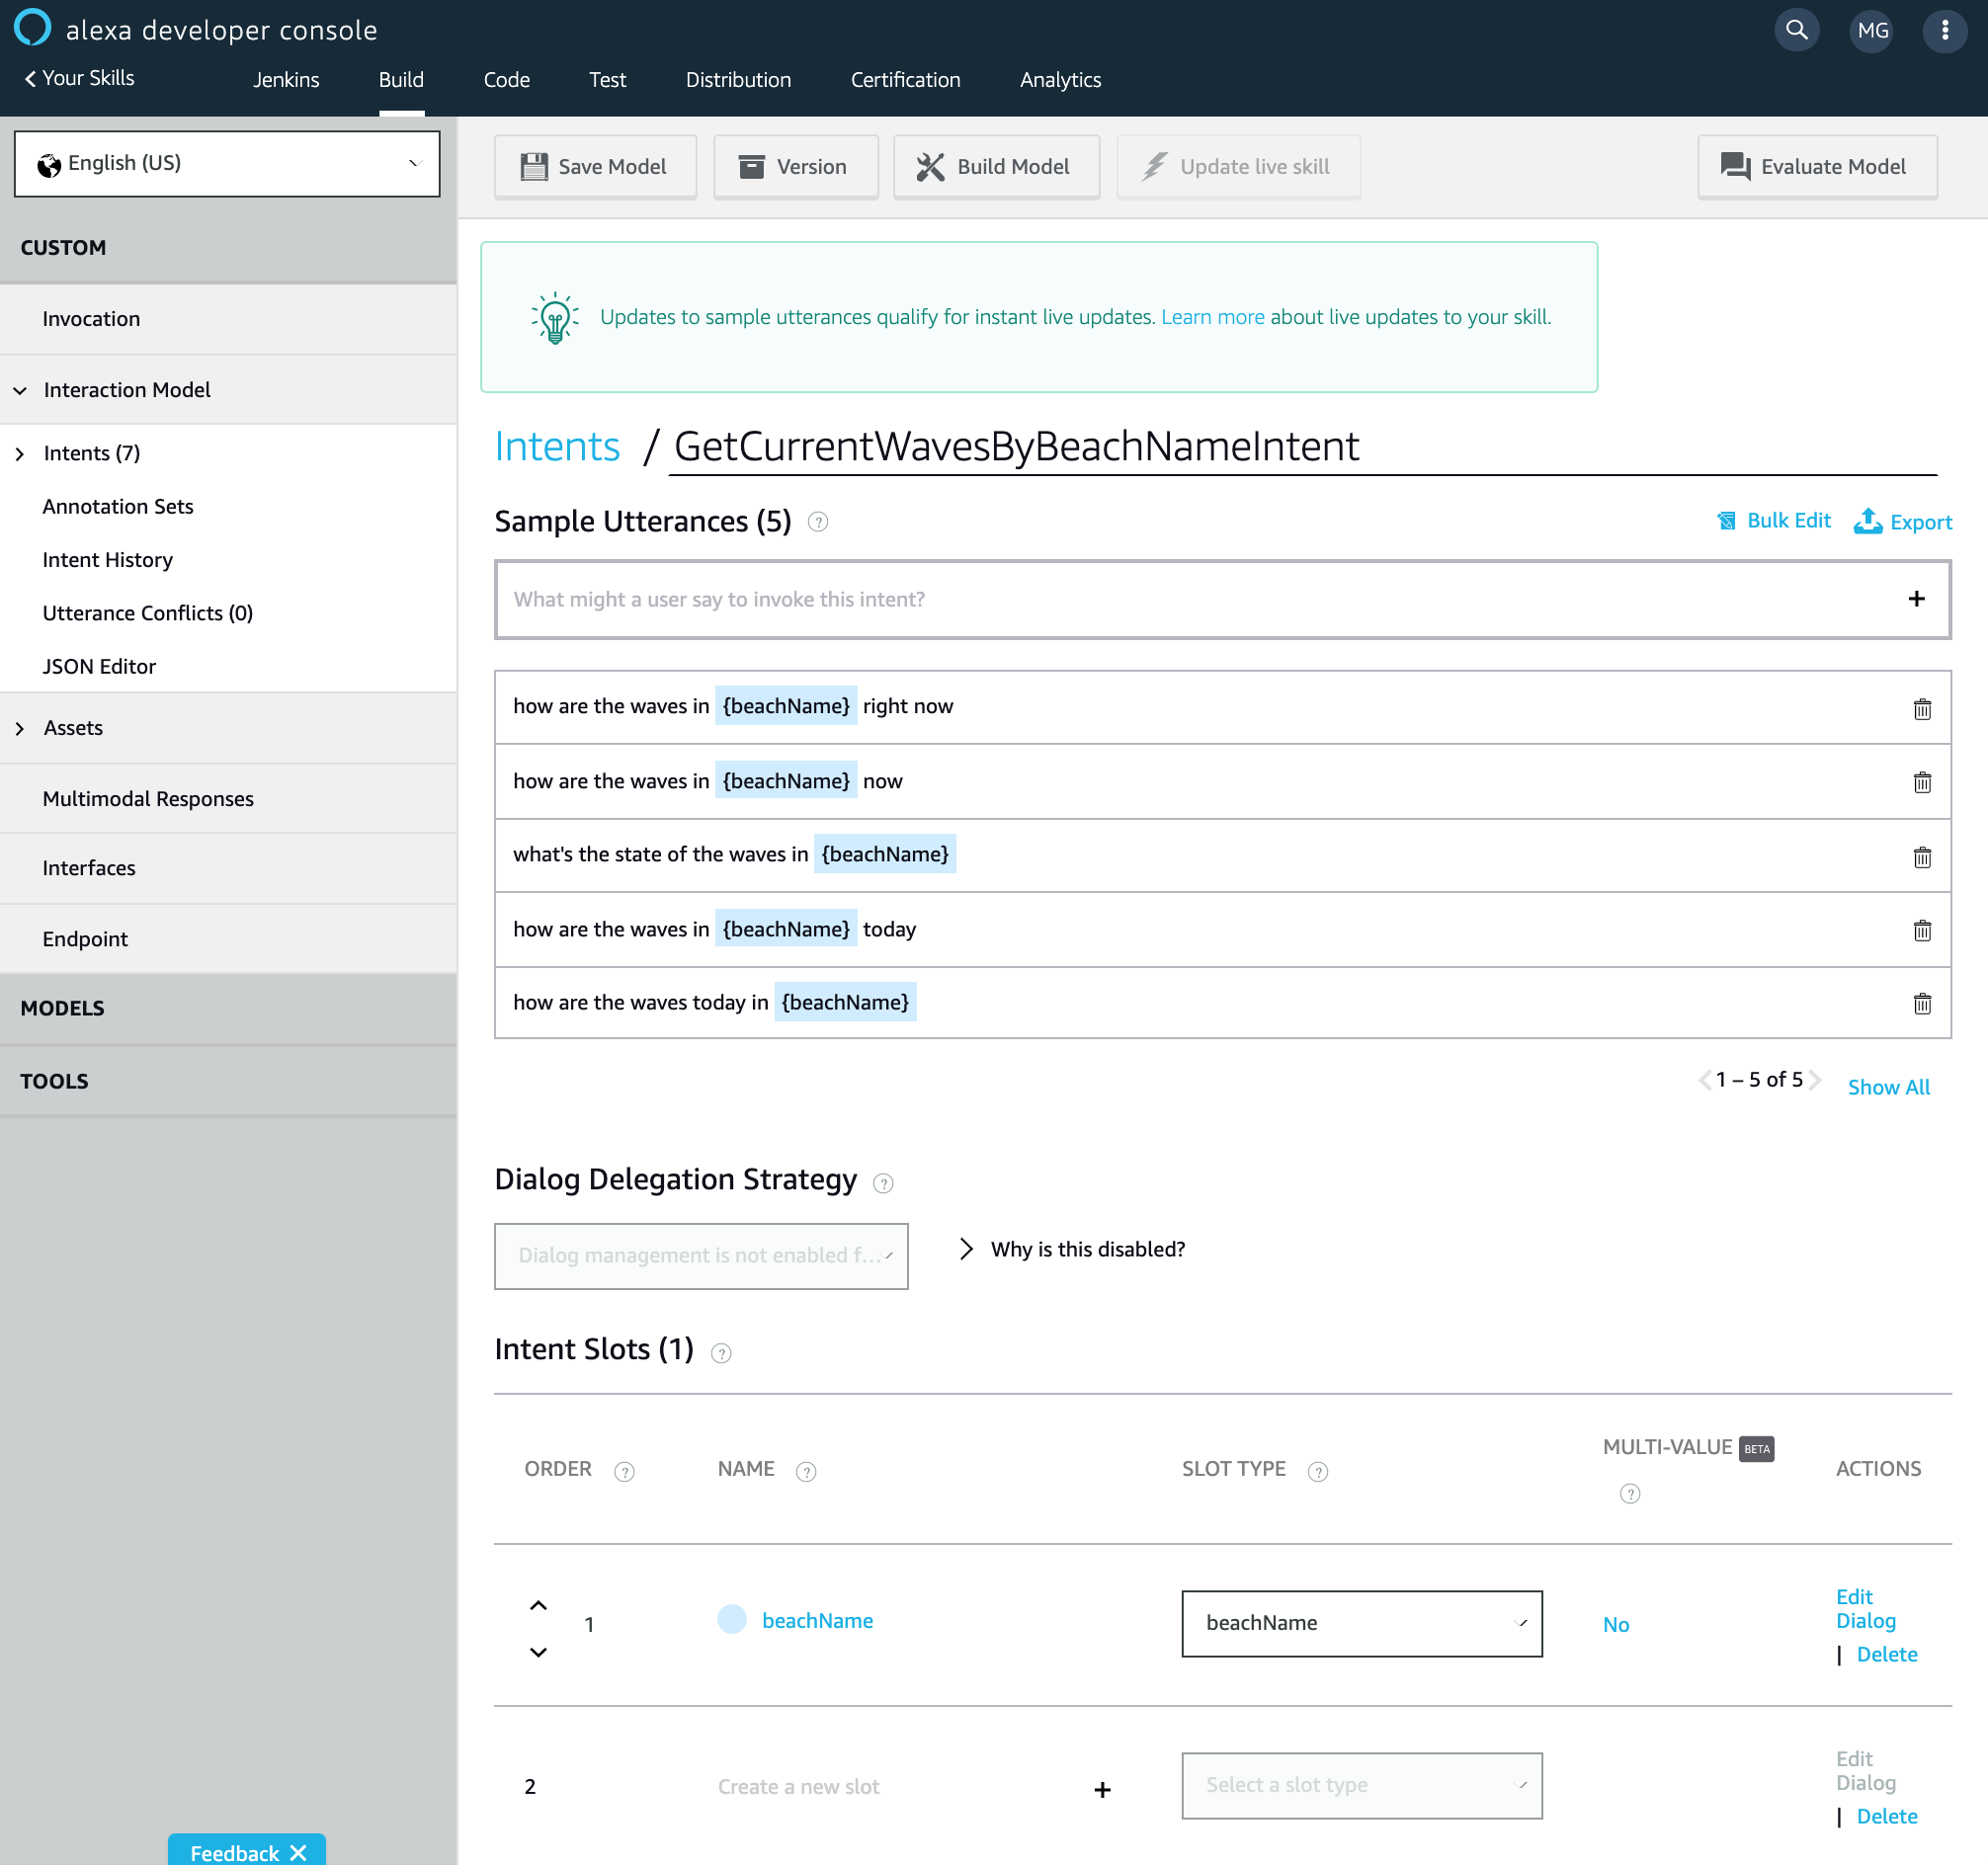 alexa developer console
MG
Your Skills
Jenkins
Build
Code
Test
Distribution
Certification
Analytics
English (US)
Save Model
Version
Build Model
Update live skill
Evaluate Model
CUSTOM
Invocation
Interaction Model
Intents (7)
Annotation Sets
Intent History
Utterance Conflicts (0)
JSON Editor
Assets
Multimodal Responses
Interfaces
Endpoint
MODELS
TOOLS
Feedback
Updates to sample utterances qualify for instant live updates. Learn more about live updates to your skill.
Intents / GetCurrentWavesByBeachNameIntent
Sample Utterances (5) ?
Bulk Edit
Export
What might a user say to invoke this intent?
how are the waves in {beachName} right now
how are the waves in {beachName} now
what's the state of the waves in {beachName}
how are the waves in {beachName} today
how are the waves today in {beachName}
1 – 5 of 5
Show All
Dialog Delegation Strategy ?
Dialog management is not enabled f...
Why is this disabled?
Intent Slots (1) ?
ORDER ?
NAME ?
SLOT TYPE ?
MULTI-VALUE BETA
?
ACTIONS
1
beachName
beachName
No
Edit
Dialog
| Delete
2
Create a new slot
Select a slot type
Edit
Dialog
| Delete